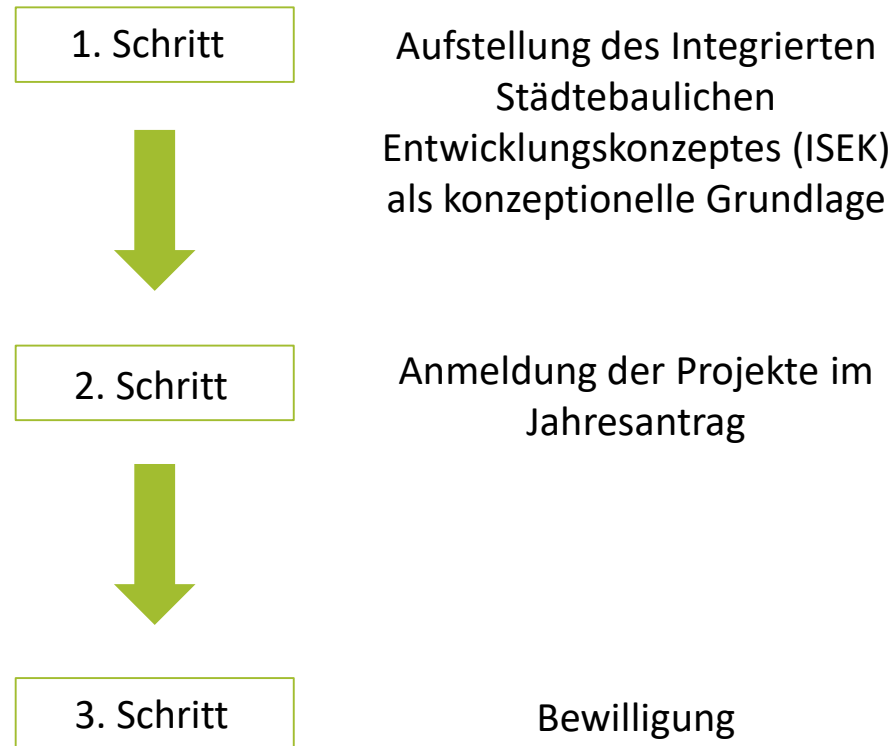 1. Schritt
Aufstellung des Integrierten
Städtebaulichen
Entwicklungskonzeptes (ISEK)
als konzeptionelle Grundlage
2. Schritt
Anmeldung der Projekte im
Jahresantrag
3. Schritt
Bewilligung